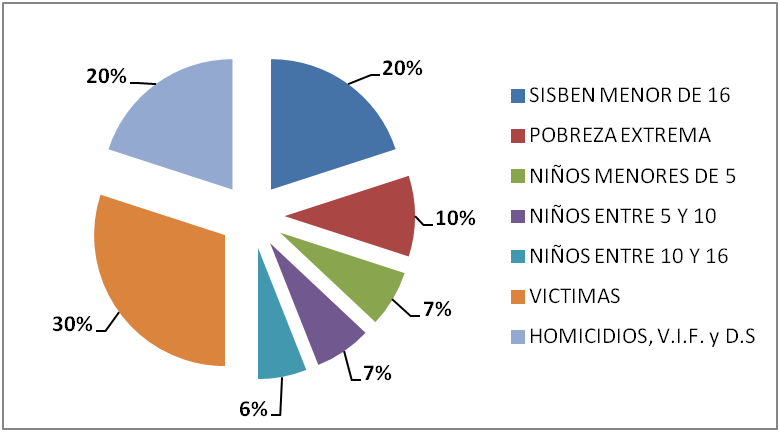 20%
20%
10%
7%
7%
6%
30%
SISBEN MENOR DE 16
POBREZA EXTREMA
NIÑOS MENORES DE 5
NIÑOS ENTRE 5 Y 10
NIÑOS ENTRE 10 Y 16
VICTIMAS
HOMICIDIOS, V.I.F. y D.S